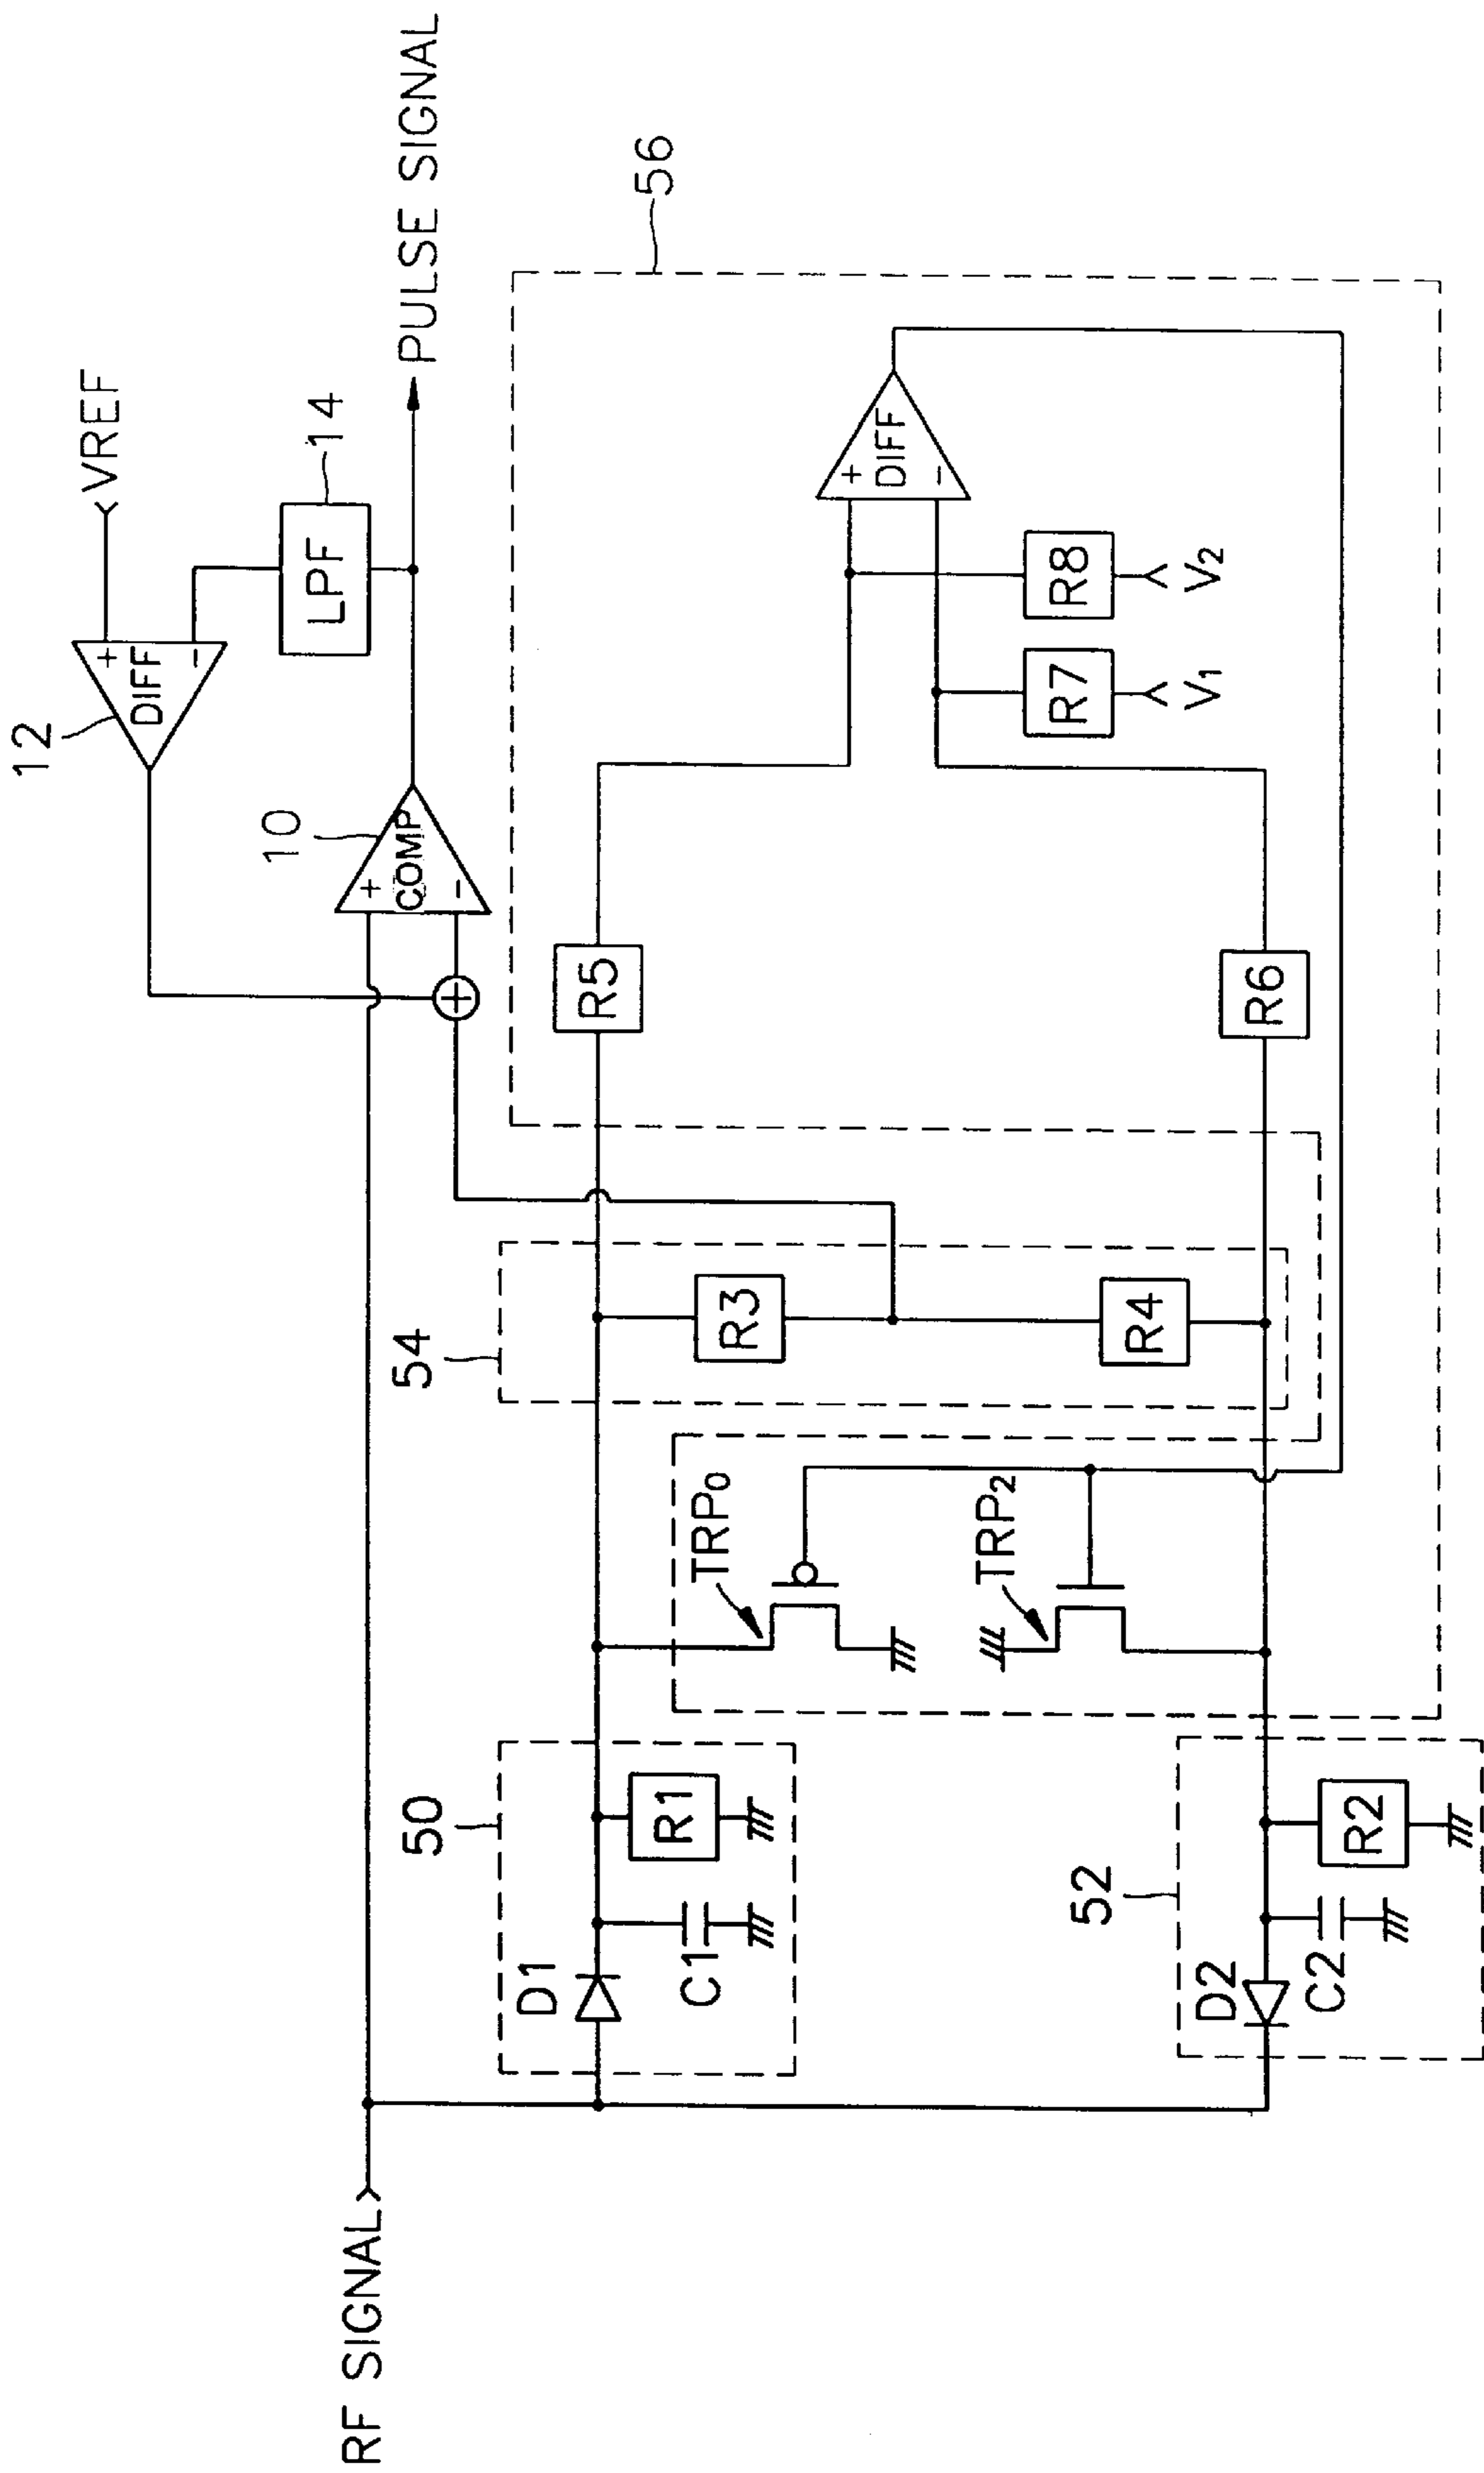 RF SIGNAL
12
DIFF
+
−
VREF
LPF
14
10
COMP
+
−
PULSE SIGNAL
50
D1
C1
R1
54
R3
R4
TRP0
TRP2
52
D2
C2
R2
56
R5
R6
R7
V1
R8
V2
DIFF
+
−